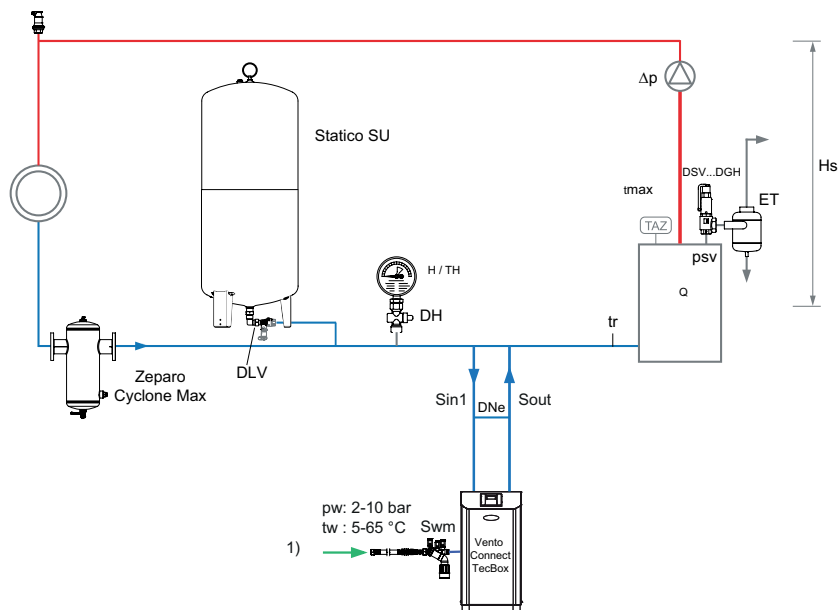 Δp
Statico SU
DSV...DGH
Hs
tmax
ET
TAZ
psv
H / TH
Q
DH
tr
DLV
Zeparo
Cyclone Max
Sin1
Sout
DNe
pw: 2-10 bar
tw : 5-65 °C
Swm
1)
Vento
Connect
TecBox